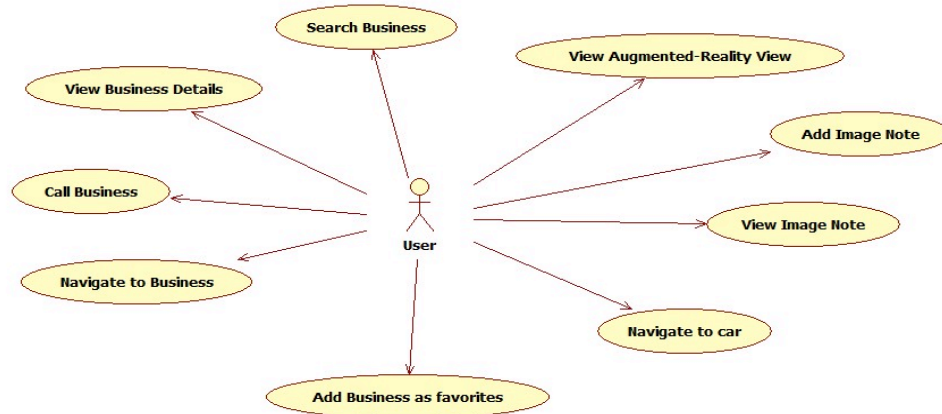 Search Business
View Augmented-Reality View
View Business Details
Add Image Note
Call Business
View Image Note
User
Navigate to Business
Navigate to car
Add Business as favorites